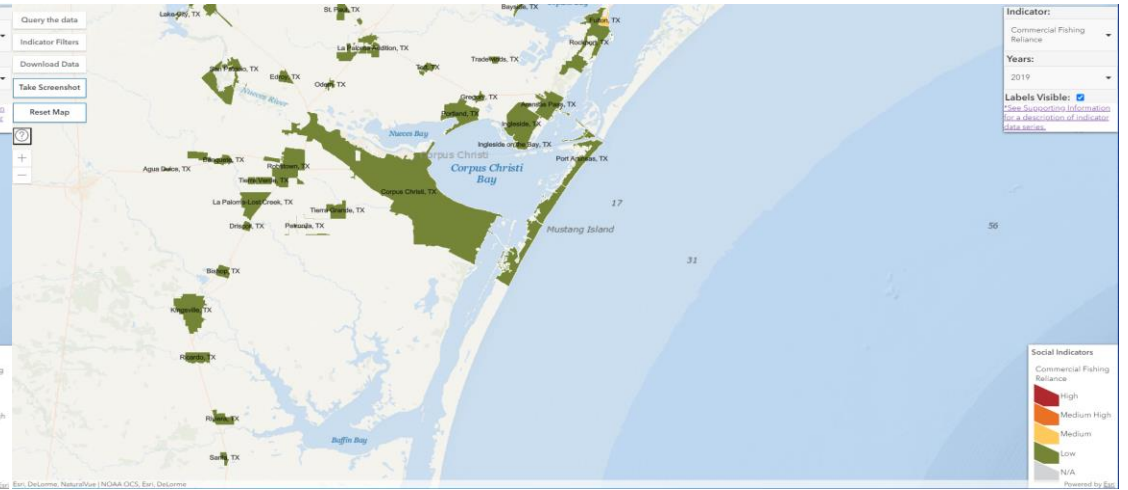 Query the data
Indicator Filters
Download Data
Take Screenshot
Reset Map
?
+
−
Lake City, TX
St. Paul, TX
Bayside, TX
Fulton, TX
Rockport, TX
La Paloma Addition, TX
San Patricio, TX
Edroy, TX
Odem, TX
Taft, TX
Tradewinds, TX
Nueces River
Gregory, TX
Portland, TX
Aransas Pass, TX
Ingleside, TX
Nueces Bay
Ingleside on the Bay, TX
Port Aransas, TX
Corpus Christi
Corpus Christi
Bay
Agua Dulce, TX
Banquete, TX
Robstown, TX
Tierra Verde, TX
Corpus Christi, TX
La Paloma-Lost Creek, TX
Tierra Grande, TX
Driscoll, TX
Petronila, TX
17
Mustang Island
56
31
Bishop, TX
Kingsville, TX
Ricardo, TX
Riviera, TX
Baffin Bay
Sarita, TX
Indicator:
Commercial Fishing
Reliance
Years:
2019
Labels Visible:
*See Supporting Information
for a description of indicator
data series.
Social Indicators
Commercial Fishing
Reliance
High
Medium High
Medium
Low
N/A
Esri, DeLorme, NaturalVue | NOAA OCS, Esri, DeLorme
Powered by Esri